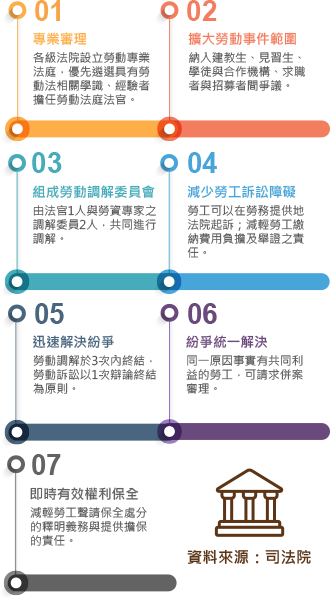 01
專業審理
各級法院設立勞動專業
法庭，優先遴選具有勞
動法相關學識、經驗者
擔任勞動法庭法官。
02
擴大勞動事件範圍
納入建教生、見習生、
學徒與合作機構、求職
者與招募者間爭議。
03
組成勞動調解委員會
由法官1人與勞資專家之
調解委員2人，共同進行
調解。
04
減少勞工訴訟障礙
勞工可以在勞務提供地
法院起訴；減輕勞工繳
納費用負擔及舉證之責
任。
05
迅速解決紛爭
勞動調解於3次內終結，
勞動訴訟以1次辯論終結
為原則。
06
紛爭統一解決
同一原因事實有共同利
益的勞工，可請求併案
審理。
07
即時有效權利保全
減輕勞工聲請保全處分
的釋明義務與提供擔保
的責任。
資料來源：司法院